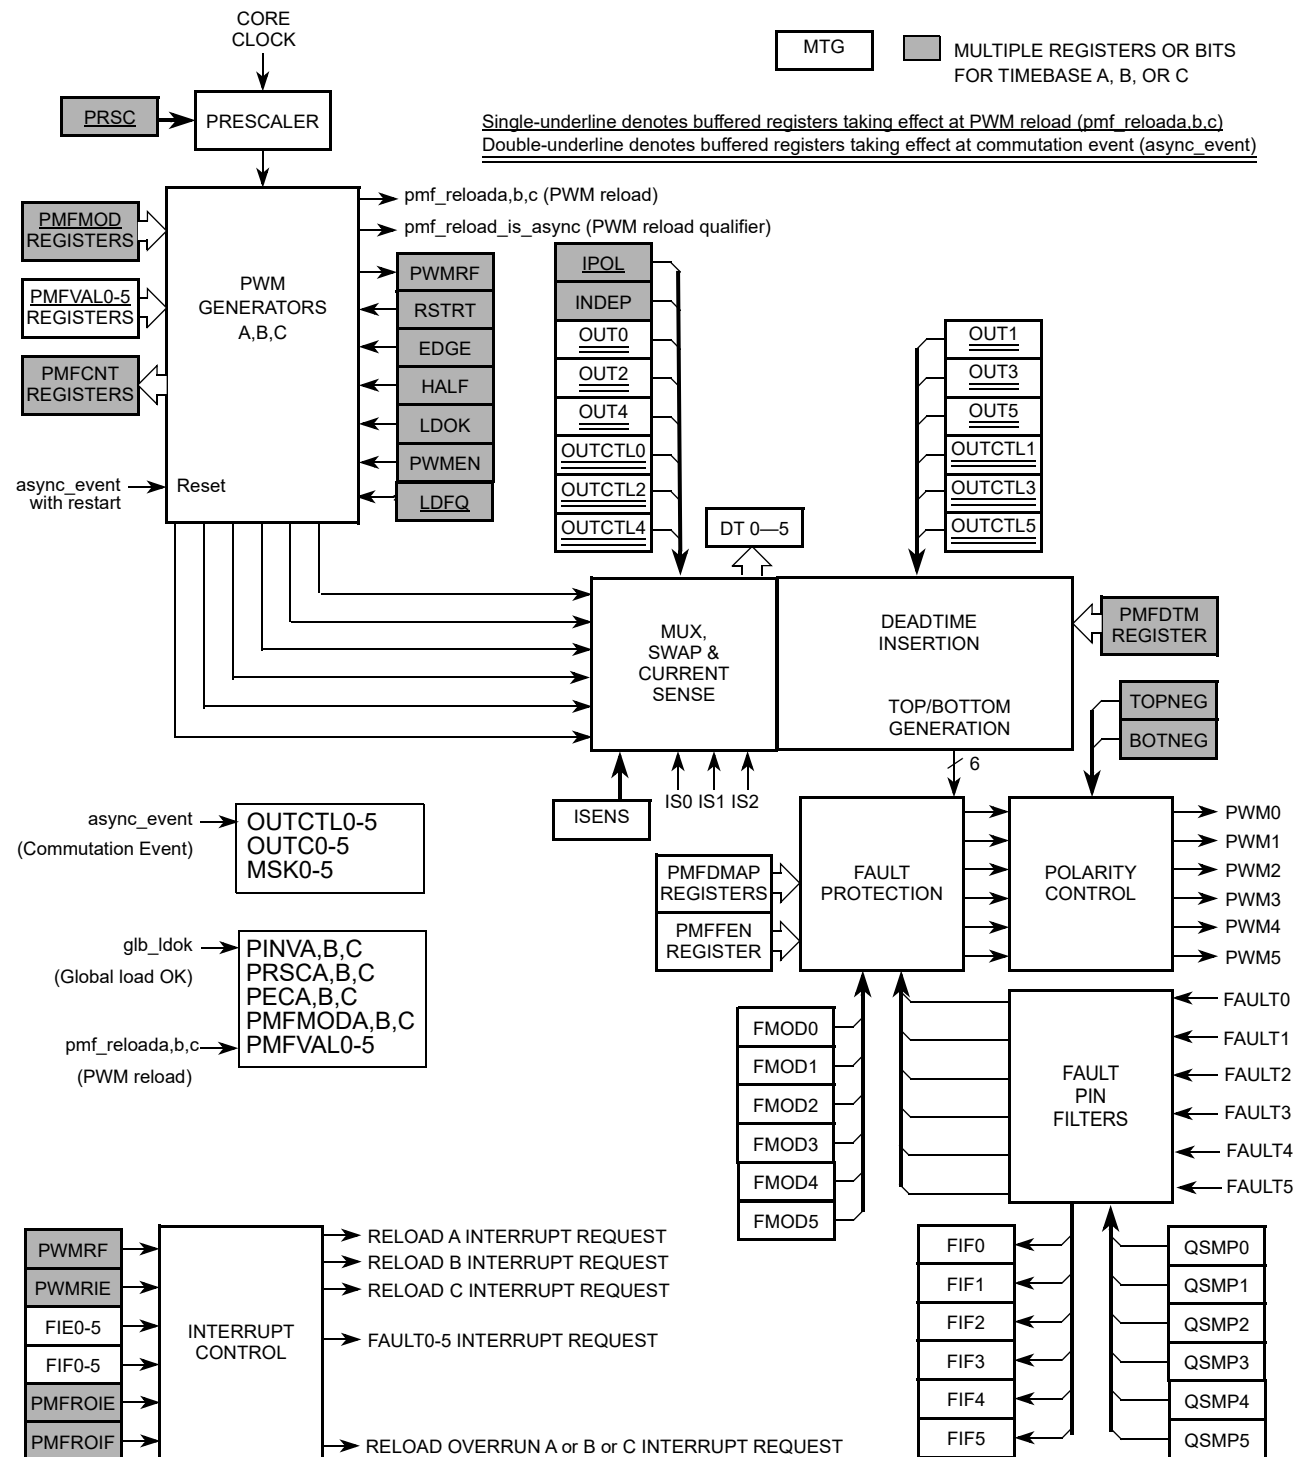 CORE
CLOCK
MTG
MULTIPLE REGISTERS OR BITS
FOR TIMEBASE A, B, OR C
PRSC
PRESCALER
Single-underline denotes buffered registers taking effect at PWM reload (pmf_reloada,b,c)
Double-underline denotes buffered registers taking effect at commutation event (async_event)
pmf_reloada,b,c (PWM reload)
pmf_reload_is_async (PWM reload qualifier)
PMFMOD
REGISTERS
PMFVAL0-5
REGISTERS
PMFCNT
REGISTERS
PWM
GENERATORS
A,B,C
async_event
with restart
Reset
PWMRF
RSTRT
EDGE
HALF
LDOK
PWMEN
LDFQ
IPOL
INDEP
OUT0
OUT2
OUT4
OUTCTL0
OUTCTL2
OUTCTL4
OUT1
OUT3
OUT5
OUTCTL1
OUTCTL3
OUTCTL5
DT 0—5
MUX,
SWAP &
CURRENT
SENSE
DEADTIME
INSERTION
TOP/BOTTOM
GENERATION
PMFDTM
REGISTER
TOPNEG
BOTNEG
6
ISENS
IS0 IS1 IS2
async_event
(Commutation Event)
OUTCTL0-5
OUTC0-5
MSK0-5
glb_ldok
(Global load OK)
pmf_reloada,b,c
(PWM reload)
PINVA,B,C
PRSCA,B,C
PECA,B,C
PMFMODA,B,C
PMFVAL0-5
PMFDMAP
REGISTERS
PMFFEN
REGISTER
FAULT
PROTECTION
POLARITY
CONTROL
PWM0
PWM1
PWM2
PWM3
PWM4
PWM5
FMOD0
FMOD1
FMOD2
FMOD3
FMOD4
FMOD5
FAULT
PIN
FILTERS
FAULT0
FAULT1
FAULT2
FAULT3
FAULT4
FAULT5
FIF0
FIF1
FIF2
FIF3
FIF4
FIF5
QSMP0
QSMP1
QSMP2
QSMP3
QSMP4
QSMP5
PWMRF
PWMRIE
FIE0-5
FIF0-5
PMFROIE
PMFROIF
INTERRUPT
CONTROL
RELOAD A INTERRUPT REQUEST
RELOAD B INTERRUPT REQUEST
RELOAD C INTERRUPT REQUEST
FAULT0-5 INTERRUPT REQUEST
RELOAD OVERRUN A or B or C INTERRUPT REQUEST